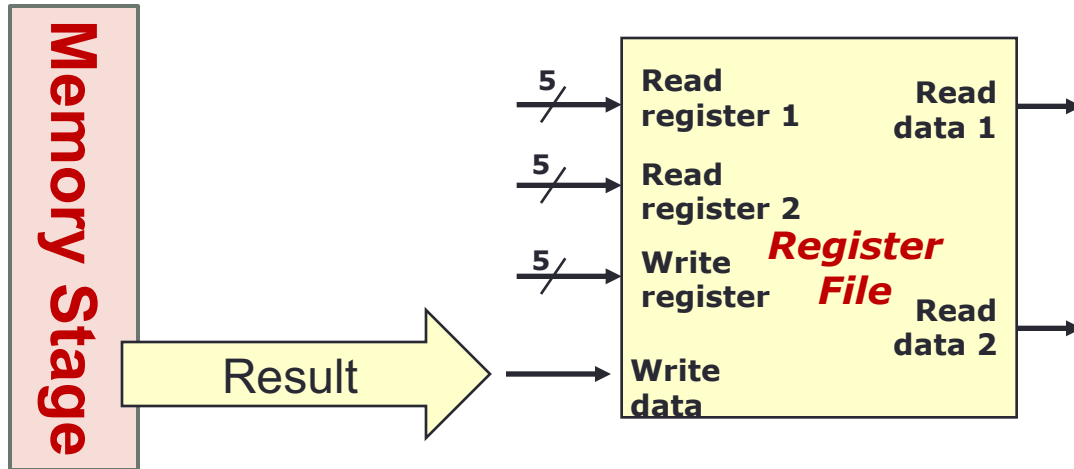 Memory Stage
Result
5
5
5
Read
register 1
Read
register 2
Write
register
Write
data
Register
File
Read
data 1
Read
data 2